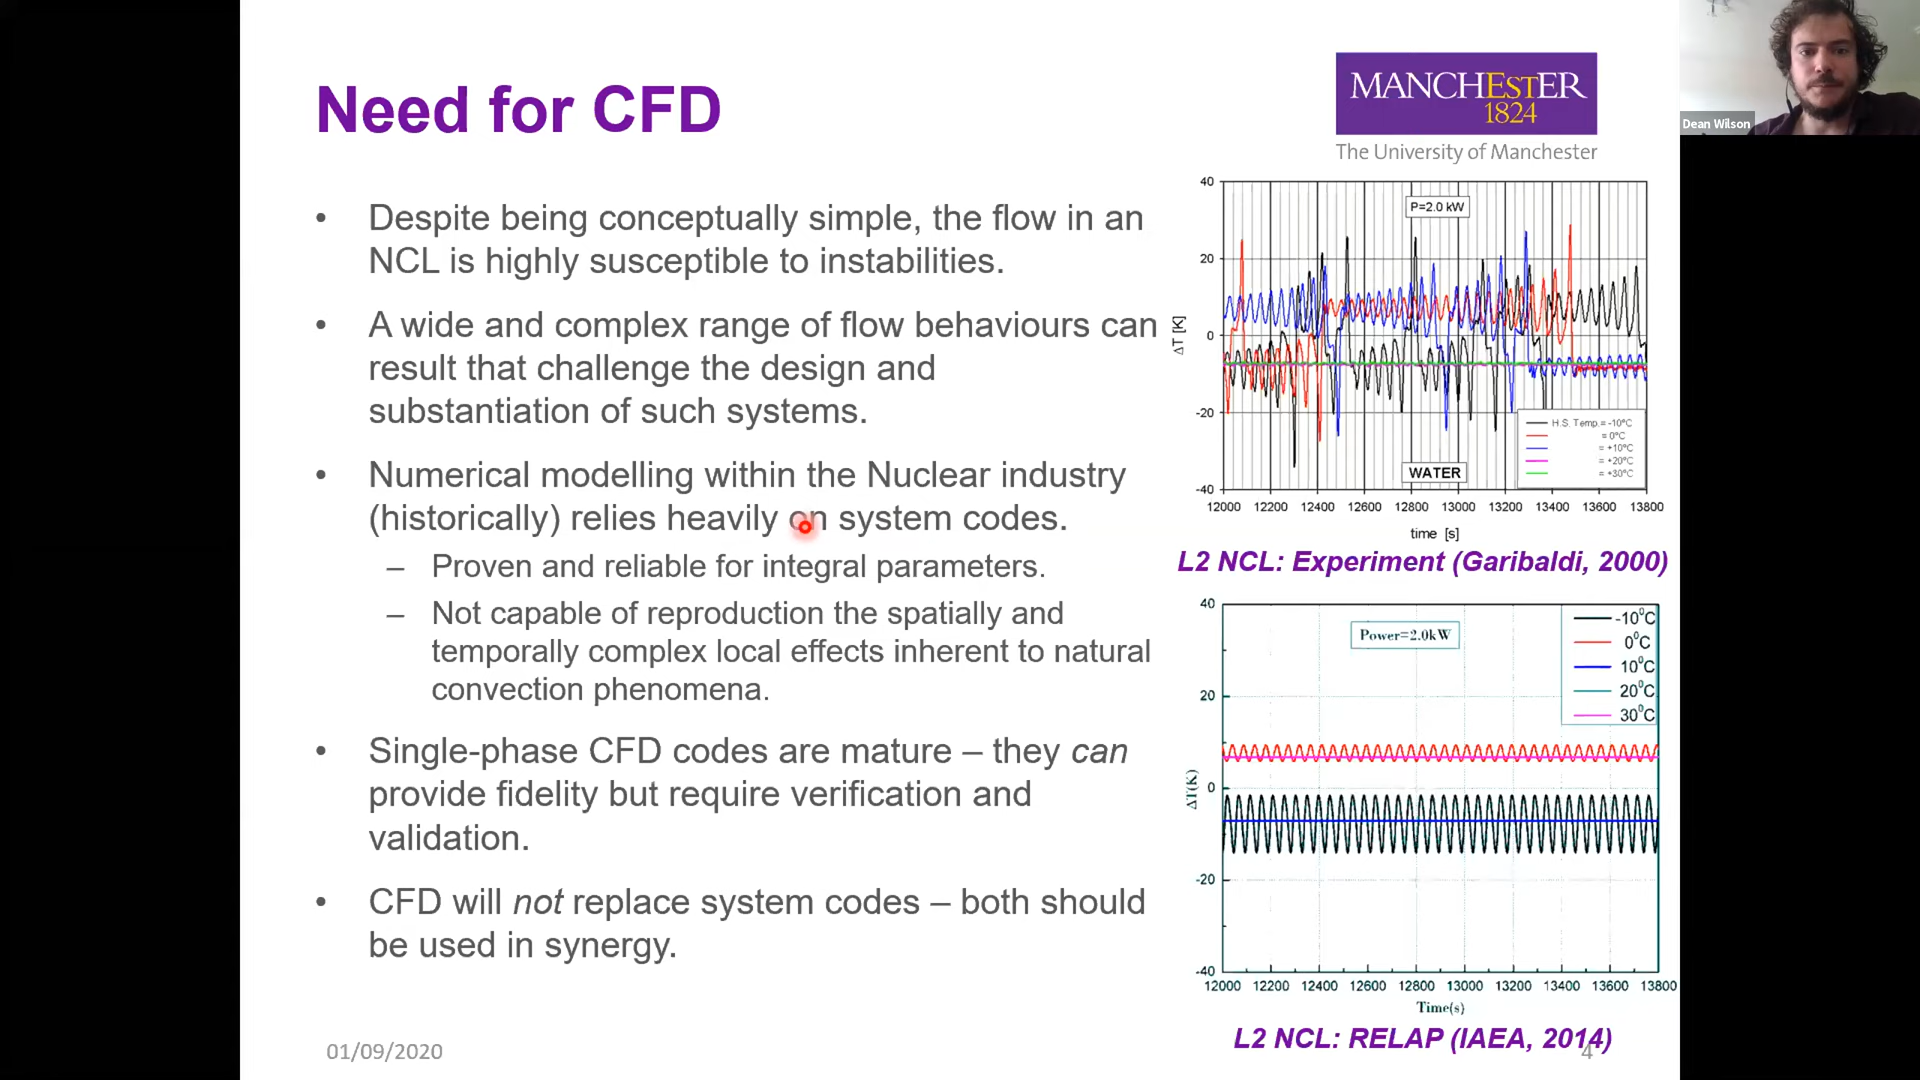 Need for CFD
MANCHEstER
1824
The University of Manchester
Dean Wilson
• Despite being conceptually simple, the flow in an
NCL is highly susceptible to instabilities.
• A wide and complex range of flow behaviours can
result that challenge the design and
substantiation of such systems.
• Numerical modelling within the Nuclear industry
(historically) relies heavily on system codes.
– Proven and reliable for integral parameters.
– Not capable of reproduction the spatially and
temporally complex local effects inherent to natural
convection phenomena.
• Single-phase CFD codes are mature – they can
provide fidelity but require verification and
validation.
• CFD will not replace system codes – both should
be used in synergy.
40
20
0
-20
-40
ΔT [K]
P=2.0 kW
WATER
H.S. Temp.= -10°C
= 0°C
= +10°C
= +20°C
= +30°C
12000 12200 12400 12600 12800 13000 13200 13400 13600 13800
time [s]
L2 NCL: Experiment (Garibaldi, 2000)
40
20
0
-20
-40
ΔT(K)
Power=2.0kW
-10⁰C
0⁰C
10⁰C
20⁰C
30⁰C
12000 12200 12400 12600 12800 13000 13200 13400 13600 13800
Time(s)
L2 NCL: RELAP (IAEA, 2014)
01/09/2020
4